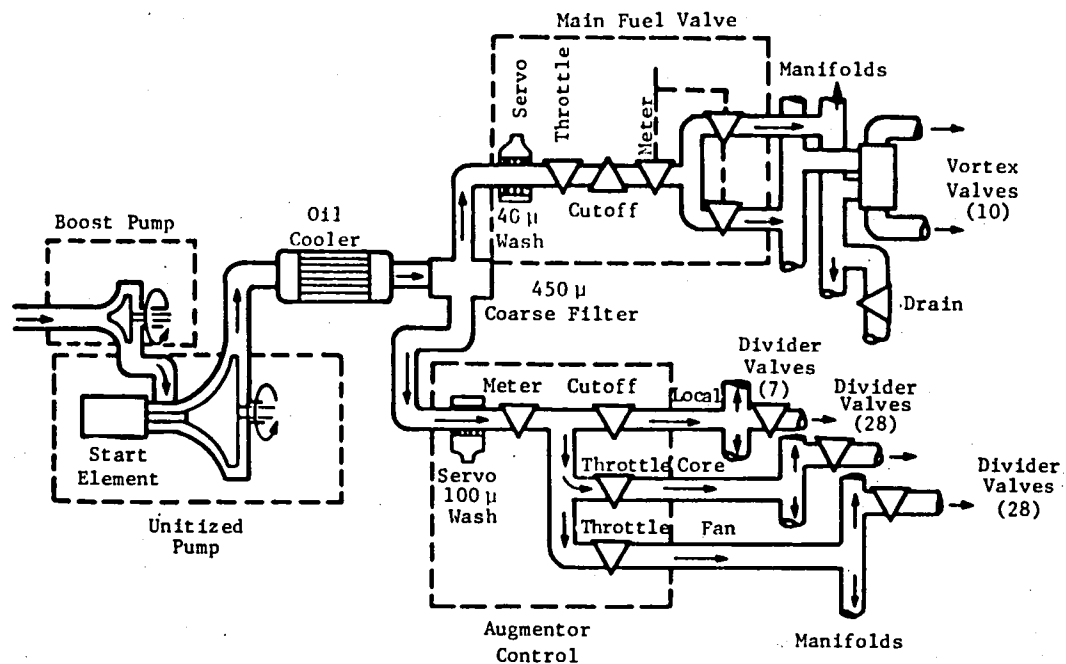 Main Fuel Valve
Servo
Throttle
Meter
Manifolds
40 μ
Wash
Cutoff
Vortex
Valves
(10)
Boost Pump
Oil
Cooler
450 μ
Coarse Filter
Drain
Start
Element
Unitized
Pump
Meter
Cutoff
Local
Divider
Valves
(7)
Divider
Valves
(28)
Servo
100 μ
Wash
Throttle
Core
Divider
Valves
(28)
Throttle
Fan
Augmentor
Control
Manifolds